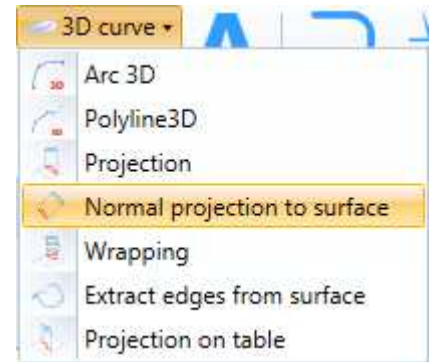 3D curve
Arc 3D
Polyline3D
Projection
Normal projection to surface
Wrapping
Extract edges from surface
Projection on table